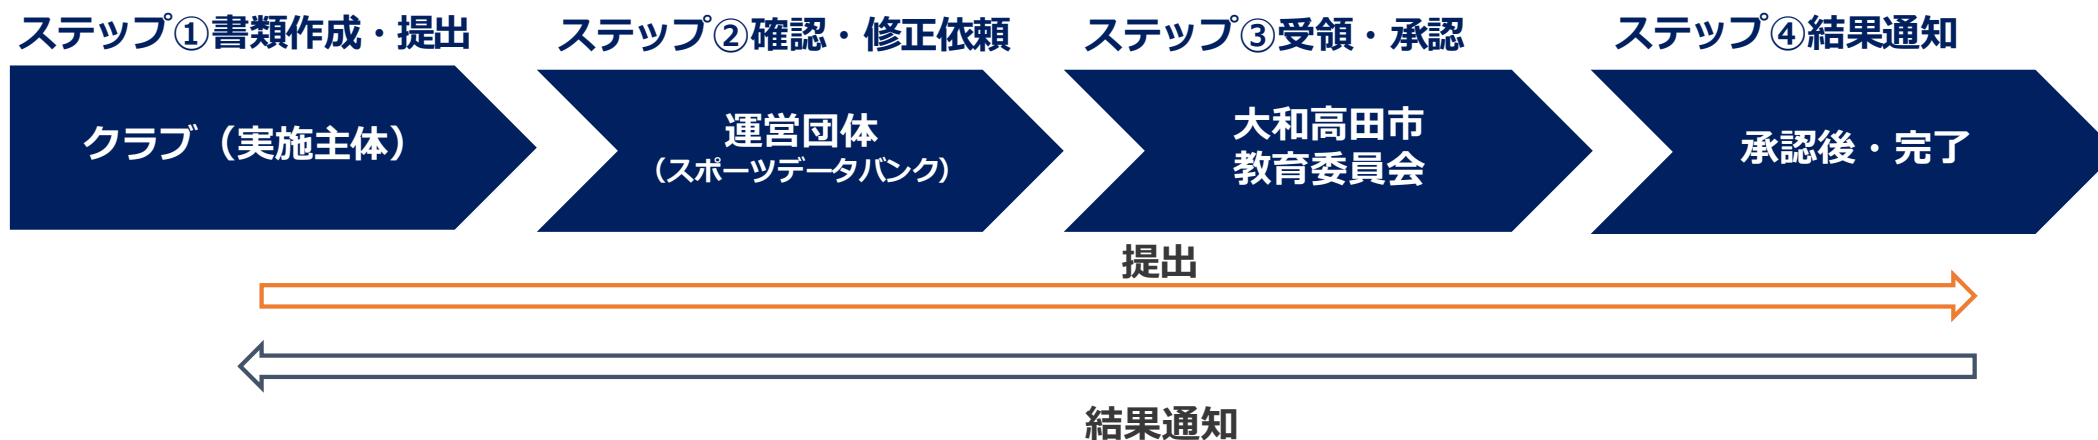 ステップ①書類作成・提出
ステップ②確認・修正依頼
ステップ③受領・承認
ステップ④結果通知
クラブ（実施主体）
運営団体
（スポーツデータバンク）
大和高田市
教育委員会
承認後・完了
提出
結果通知